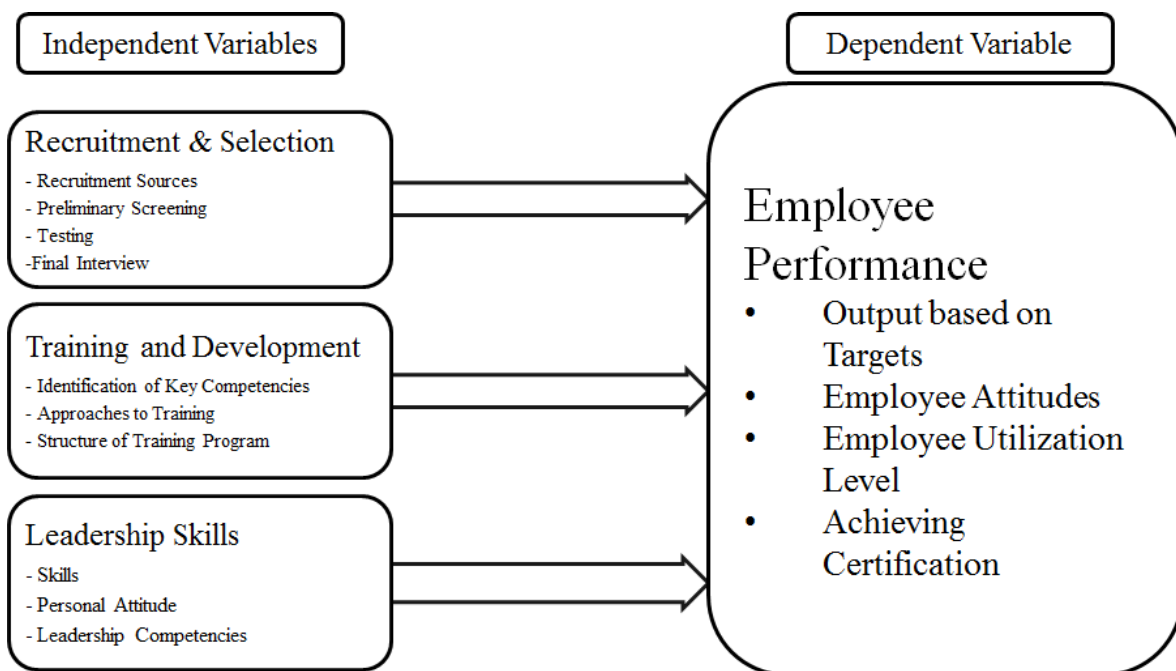 Independent Variables
Dependent Variable
Recruitment & Selection
- Recruitment Sources
- Preliminary Screening
- Testing
-Final Interview
Training and Development
- Identification of Key Competencies
- Approaches to Training
- Structure of Training Program
Leadership Skills
- Skills
- Personal Attitude
- Leadership Competencies
Employee
Performance
• Output based on
Targets
• Employee Attitudes
• Employee Utilization
Level
• Achieving
Certification